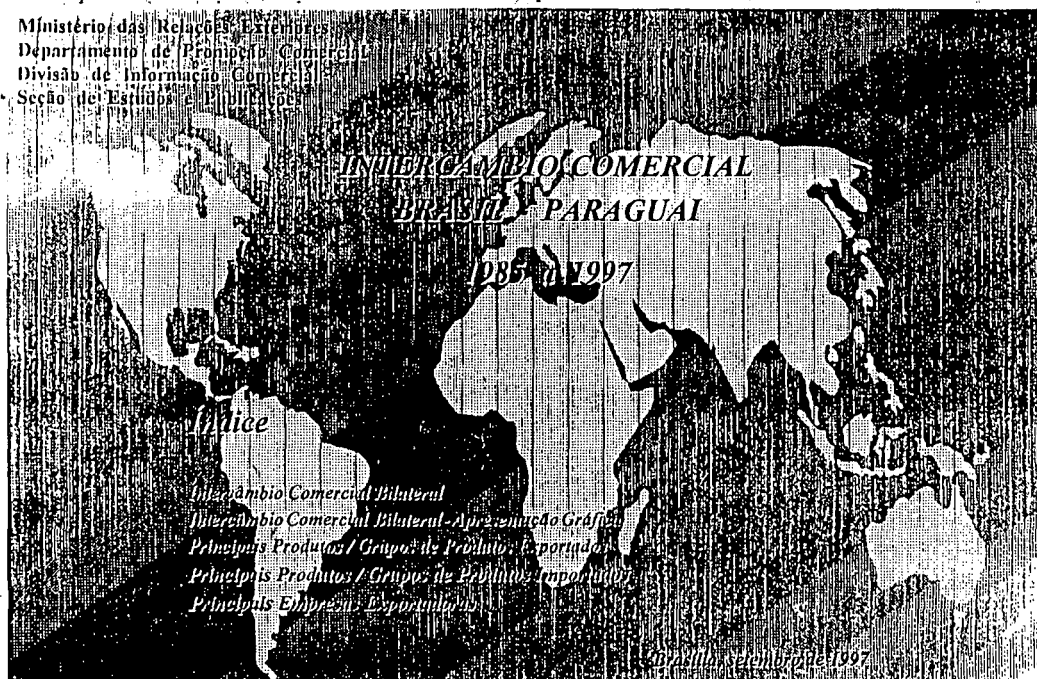 Ministério das Relações Exteriores
Departamento de Promoção Comercial
Divisão de Informação Comercial
Seção de Estudos e Publicações
INTERCÂMBIO COMERCIAL
BRASIL - PARAGUAI
a 1997
Índice
Intercâmbio Comercial Bilateral
Intercâmbio Comercial Bilateral - Apresentação Gráfica
Principais Produtos / Grupos de Produtos Exportados
Principais Produtos / Grupos de Produtos Importados
Principais Empresas Exportadoras
Brasília, setembro de 1997